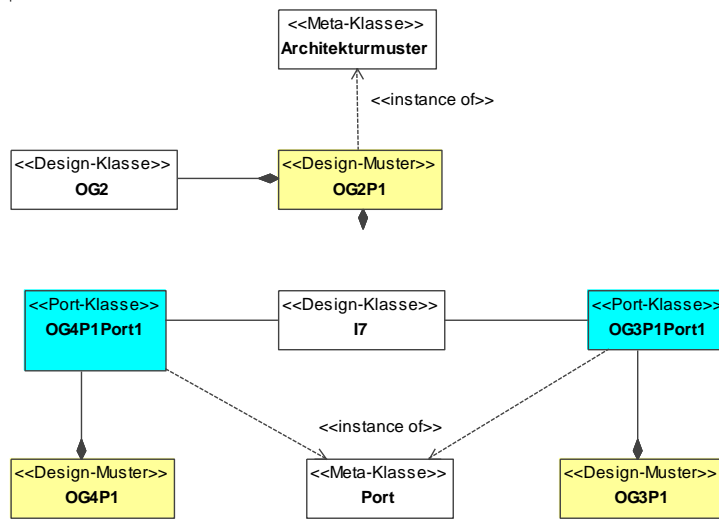 <<Meta-Klasse>>
Architekturmuster
<<instance of>>
<<Design-Klasse>>
OG2
<<Design-Muster>>
OG2P1
<<Port-Klasse>>
OG4P1Port1
<<Design-Klasse>>
I7
<<Port-Klasse>>
OG3P1Port1
<<instance of>>
<<Design-Muster>>
OG4P1
<<Meta-Klasse>>
Port
<<Design-Muster>>
OG3P1